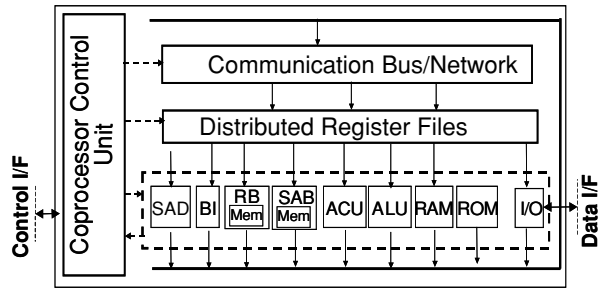 Communication Bus/Network
Distributed Register Files
Coprocessor Control
Unit
Control I/F
Data I/F
SAD
BI
RB
Mem
SAB
Mem
ACU
ALU
RAM
ROM
I/O